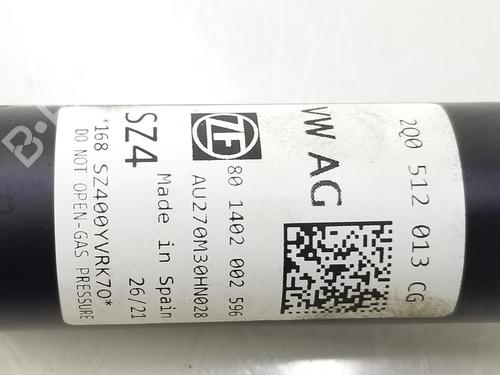 2Q0 512 013 CG
VW AG
ZF
80 1402 002 596
AU270M30HN028
SZ4
Made in Spain
26/21
*168 SZ400YVRK70*
DO NOT OPEN-GAS PRESSURE